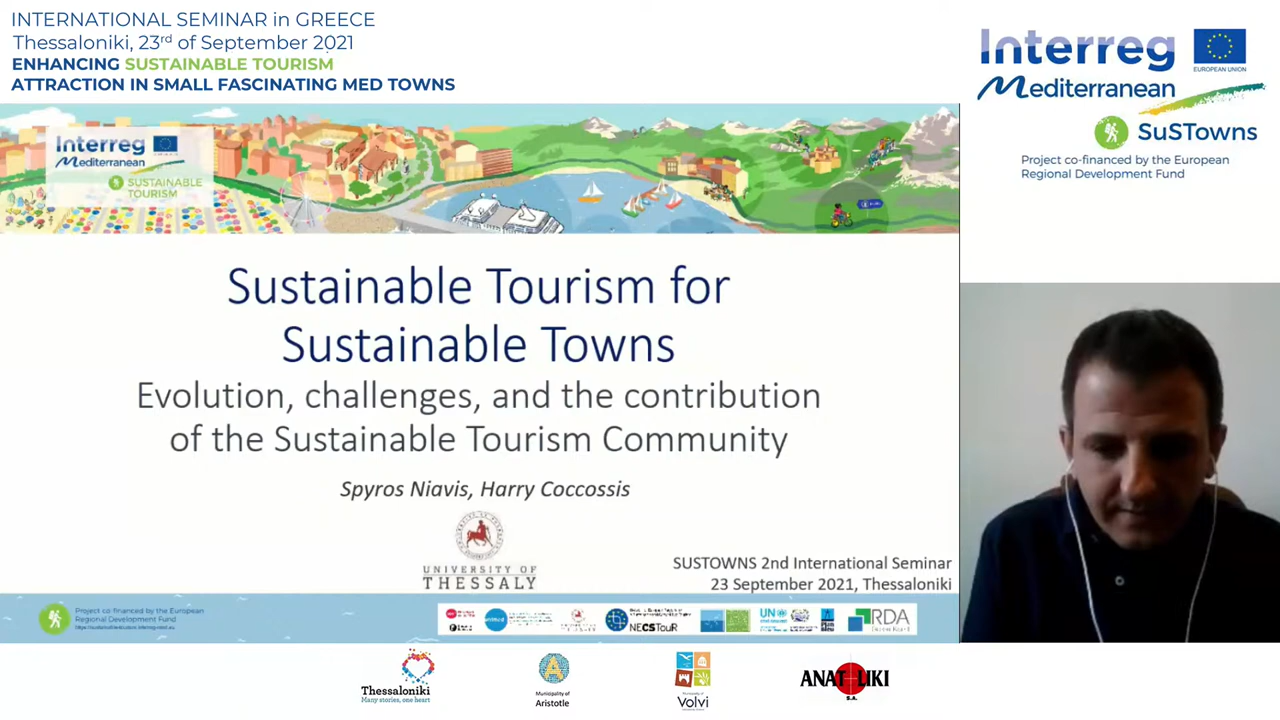 INTERNATIONAL SEMINAR in GREECE
Thessaloniki, 23rd of September 2021
ENHANCING SUSTAINABLE TOURISM
ATTRACTION IN SMALL FASCINATING MED TOWNS
Interreg
EUROPEAN UNION
Mediterranean
SuSTowns
Project co-financed by the European
Regional Development Fund
Interreg
Mediterranean
SUSTAINABLE
TOURISM
Sustainable Tourism for
Sustainable Towns
Evolution, challenges, and the contribution
of the Sustainable Tourism Community
Spyros Niavis, Harry Coccossis
UNIVERSITY OF
THESSALY
SUSTOWNS 2nd International Seminar
23 September 2021, Thessaloniki
Project co-financed by the European
Regional Development Fund
NECSTouR
UN
RDA
Thessaloniki
Many stories, one heart
Municipality of
Aristotle
Volvi
ANATOLIKI
S.A.